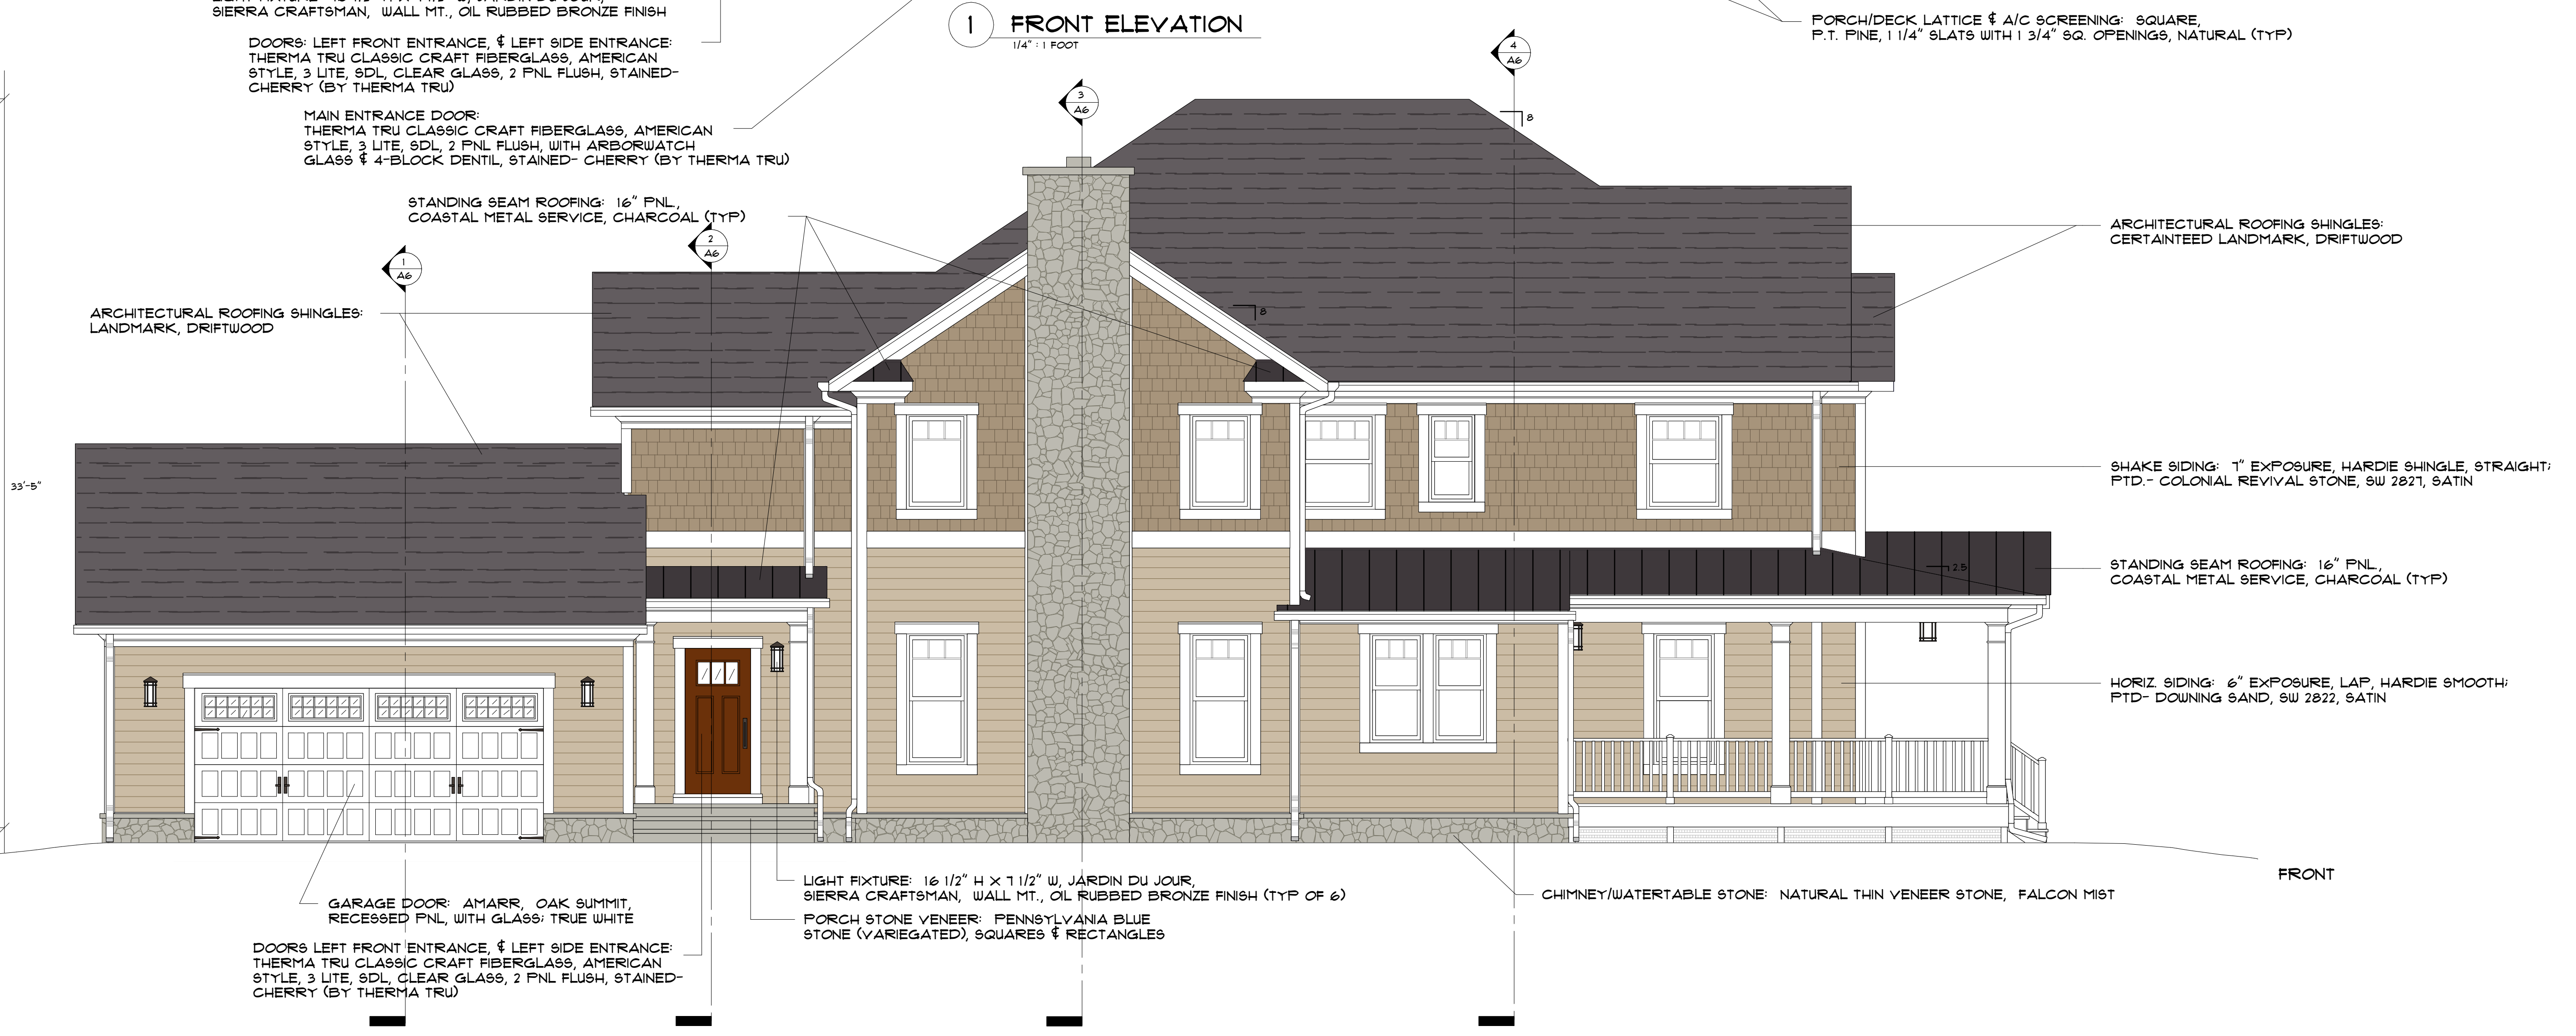 SIERRA CRAFTSMAN, WALL MT., OIL RUBBED BRONZE FINISH
DOORS: LEFT FRONT ENTRANCE, & LEFT SIDE ENTRANCE:
THERMA TRU CLASSIC CRAFT FIBERGLASS, AMERICAN
STYLE, 3 LITE, SDL, CLEAR GLASS, 2 PNL FLUSH, STAINED-
CHERRY (BY THERMA TRU)
MAIN ENTRANCE DOOR:
THERMA TRU CLASSIC CRAFT FIBERGLASS, AMERICAN
STYLE, 3 LITE, SDL, 2 PNL FLUSH, WITH ARBORWATCH
GLASS & 4-BLOCK DENTIL, STAINED- CHERRY (BY THERMA TRU)
1 FRONT ELEVATION
1/4" : 1 FOOT
PORCH/DECK LATTICE & A/C SCREENING: SQUARE,
P.T. PINE, 1 1/4" SLATS WITH 1 3/4" SQ. OPENINGS, NATURAL (TYP)
4
A6
3
A6
8
STANDING SEAM ROOFING: 16" PNL,
COASTAL METAL SERVICE, CHARCOAL (TYP)
2
A6
1
A6
ARCHITECTURAL ROOFING SHINGLES:
CERTAINTEED LANDMARK, DRIFTWOOD
ARCHITECTURAL ROOFING SHINGLES:
LANDMARK, DRIFTWOOD
8
33'-5"
SHAKE SIDING: 7" EXPOSURE, HARDIE SHINGLE, STRAIGHT;
PTD.- COLONIAL REVIVAL STONE, SW 2827, SATIN
2.5
STANDING SEAM ROOFING: 16" PNL,
COASTAL METAL SERVICE, CHARCOAL (TYP)
HORIZ. SIDING: 6" EXPOSURE, LAP, HARDIE SMOOTH;
PTD- DOWNING SAND, SW 2822, SATIN
FRONT
LIGHT FIXTURE: 16 1/2" H X 7 1/2" W, JARDIN DU JOUR,
SIERRA CRAFTSMAN, WALL MT., OIL RUBBED BRONZE FINISH (TYP OF 6)
CHIMNEY/WATERTABLE STONE: NATURAL THIN VENEER STONE, FALCON MIST
GARAGE DOOR: AMARR, OAK SUMMIT,
RECESSED PNL, WITH GLASS; TRUE WHITE
PORCH STONE VENEER: PENNSYLVANIA BLUE
STONE (VARIEGATED), SQUARES & RECTANGLES
DOORS LEFT FRONT ENTRANCE, & LEFT SIDE ENTRANCE:
THERMA TRU CLASSIC CRAFT FIBERGLASS, AMERICAN
STYLE, 3 LITE, SDL, CLEAR GLASS, 2 PNL FLUSH, STAINED-
CHERRY (BY THERMA TRU)